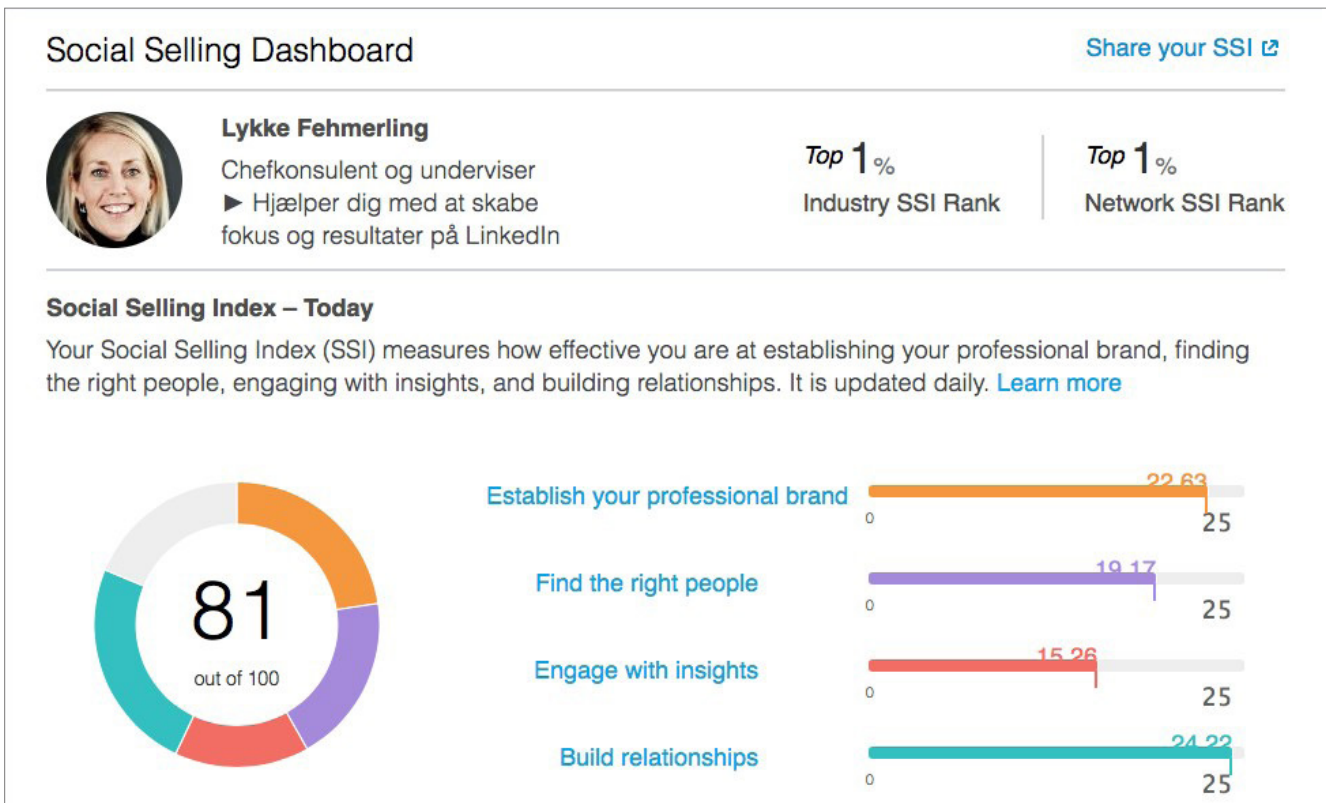 Social Selling Dashboard
Share your SSI
Lykke Fehmerling
Chefkonsulent og underviser
► Hjælper dig med at skabe
fokus og resultater på LinkedIn
Top 1%
Industry SSI Rank
Top 1%
Network SSI Rank
Social Selling Index – Today
Your Social Selling Index (SSI) measures how effective you are at establishing your professional brand, finding
the right people, engaging with insights, and building relationships. It is updated daily. Learn more
81
out of 100
Establish your professional brand
22.63
0
25
Find the right people
19.17
0
25
Engage with insights
15.26
0
25
Build relationships
24.22
0
25